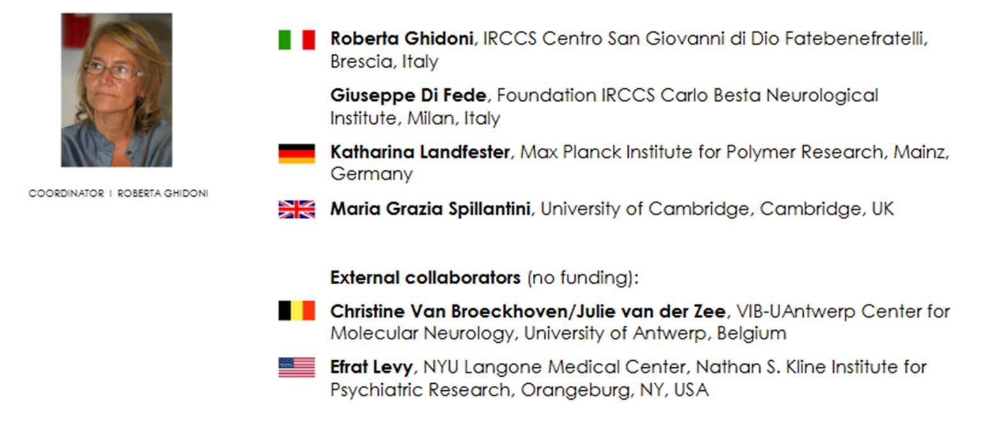 Roberta Ghidoni, IRCCS Centro San Giovanni di Dio Fatebenefratelli,
Brescia, Italy
Giuseppe Di Fede, Foundation IRCCS Carlo Besta Neurological
Institute, Milan, Italy
Katharina Landfester, Max Planck Institute for Polymer Research, Mainz,
Germany
COORDINATOR | ROBERTA GHIDONI
Maria Grazia Spillantini, University of Cambridge, Cambridge, UK
External collaborators (no funding):
Christine Van Broeckhoven/Julie van der Zee, VIB-UAntwerp Center for
Molecular Neurology, University of Antwerp, Belgium
Efrat Levy, NYU Langone Medical Center, Nathan S. Kline Institute for
Psychiatric Research, Orangeburg, NY, USA